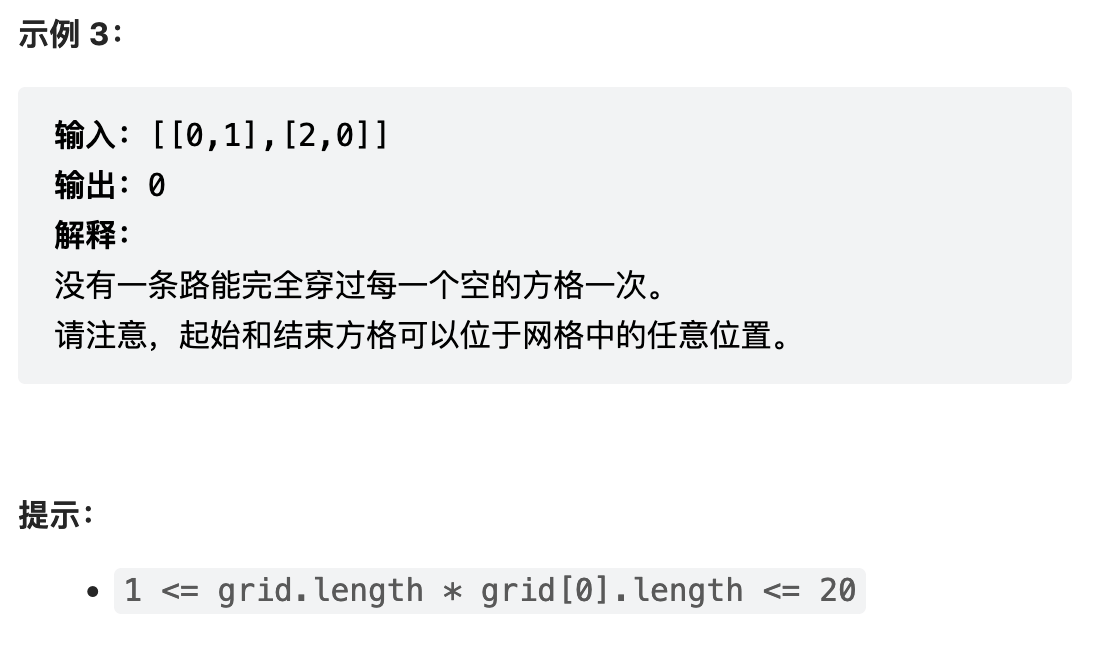 示例 3：
输入：[[0,1],[2,0]]
输出：0
解释：
没有一条路能完全穿过每一个空的方格一次。
请注意，起始和结束方格可以位于网格中的任意位置。
提示：
• 1 <= grid.length * grid[0].length <= 20